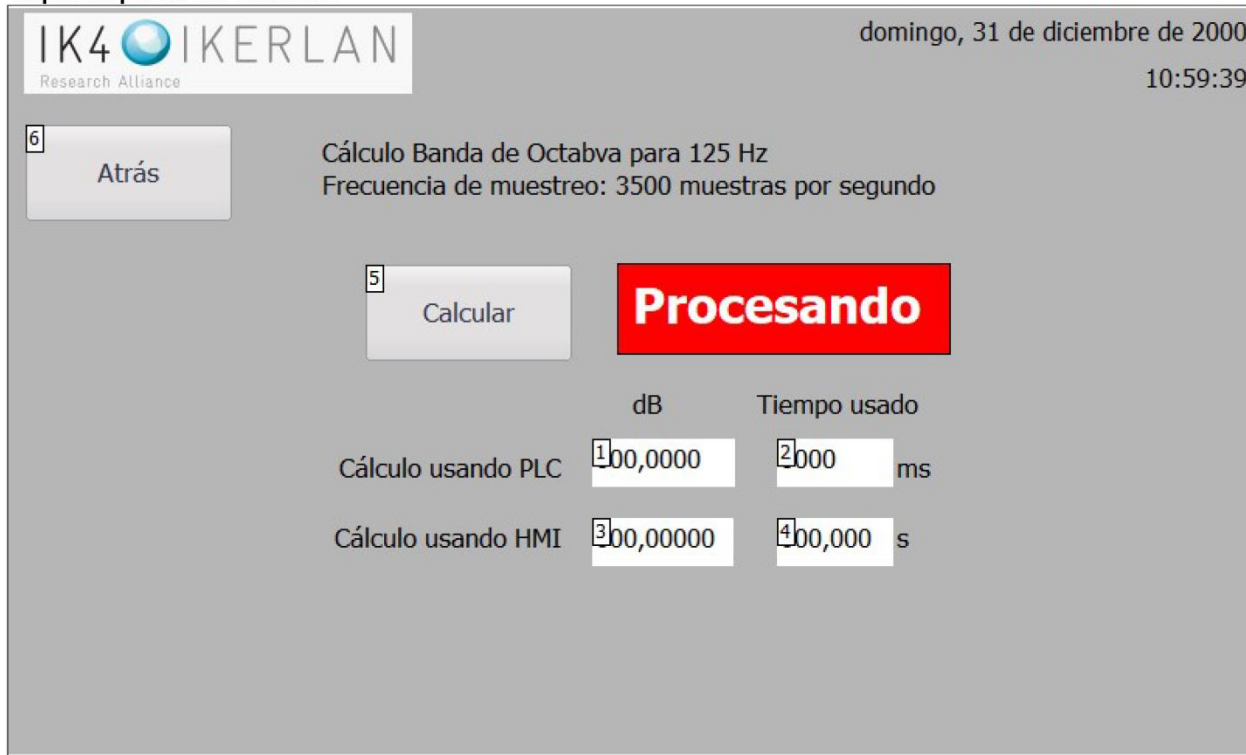 IK4 IKERLAN
Research Alliance
domingo, 31 de diciembre de 2000
10:59:39
6
Atrás
Cálculo Banda de Octabva para 125 Hz
Frecuencia de muestreo: 3500 muestras por segundo
5
Calcular
Procesando
dB Tiempo usado
Cálculo usando PLC 1 00,0000 2 000 ms
Cálculo usando HMI 3 00,00000 4 00,000 s